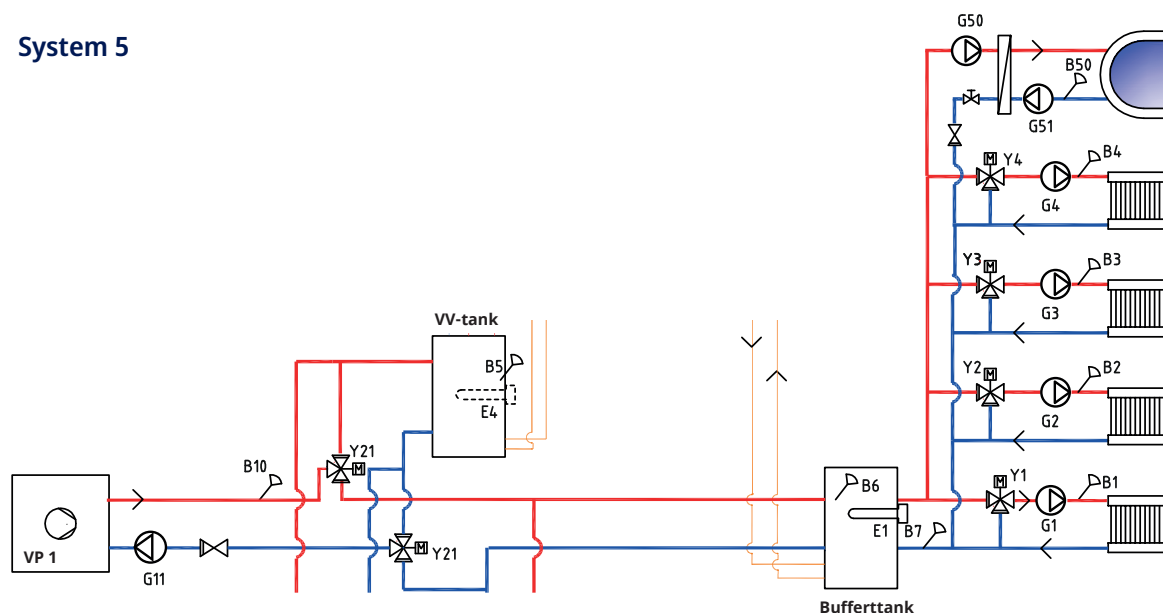 System 5
G50
B50
G51
Y4
B4
G4
Y3
B3
G3
VV-tank
B5
E4
Y2
B2
G2
Y21
M
B10
VP 1
G11
M
Y21
B6
E1
B7
Bufferttank
M
Y1
B1
G1
M
M
M